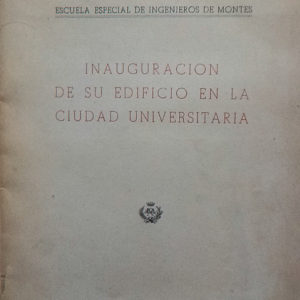 ESCUELA ESPECIAL DE INGENIEROS DE MONTES
INAUGURACION
DE SU EDIFICIO EN LA
CIUDAD UNIVERSITARIA